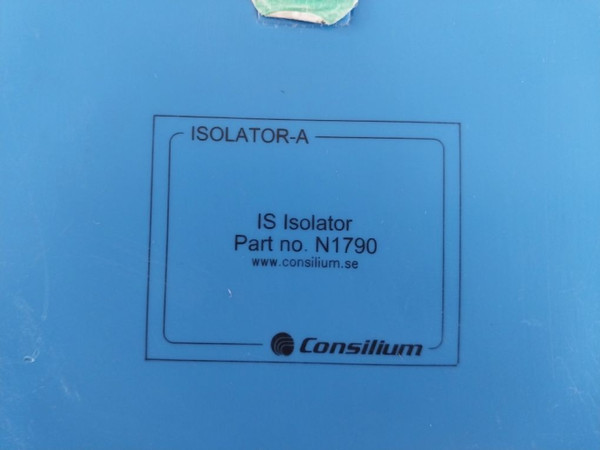 ISOLATOR-A
IS Isolator
Part no. N1790
www.consilium.se
Consilium